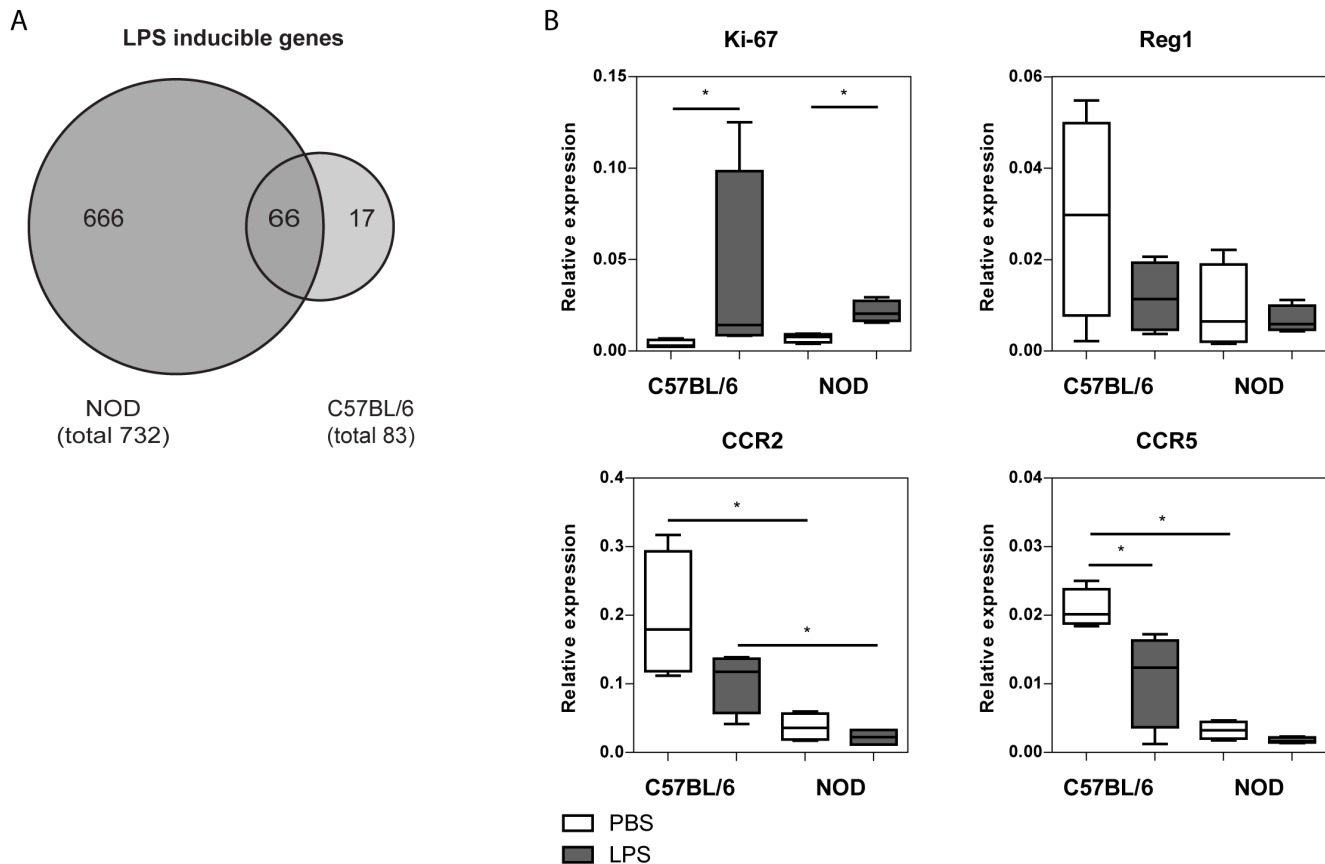 A
LPS inducible genes
666
66
17
NOD
(total 732)
C57BL/6
(total 83)
B
Ki-67
Relative expression
0.15
0.10
0.05
0.00
*
*
C57BL/6
NOD
Reg1
Relative expression
0.06
0.04
0.02
0.00
C57BL/6
NOD
CCR2
Relative expression
0.4
0.3
0.2
0.1
0.0
*
*
C57BL/6
NOD
CCR5
Relative expression
0.04
0.03
0.02
0.01
0.00
*
*
C57BL/6
NOD
PBS
LPS